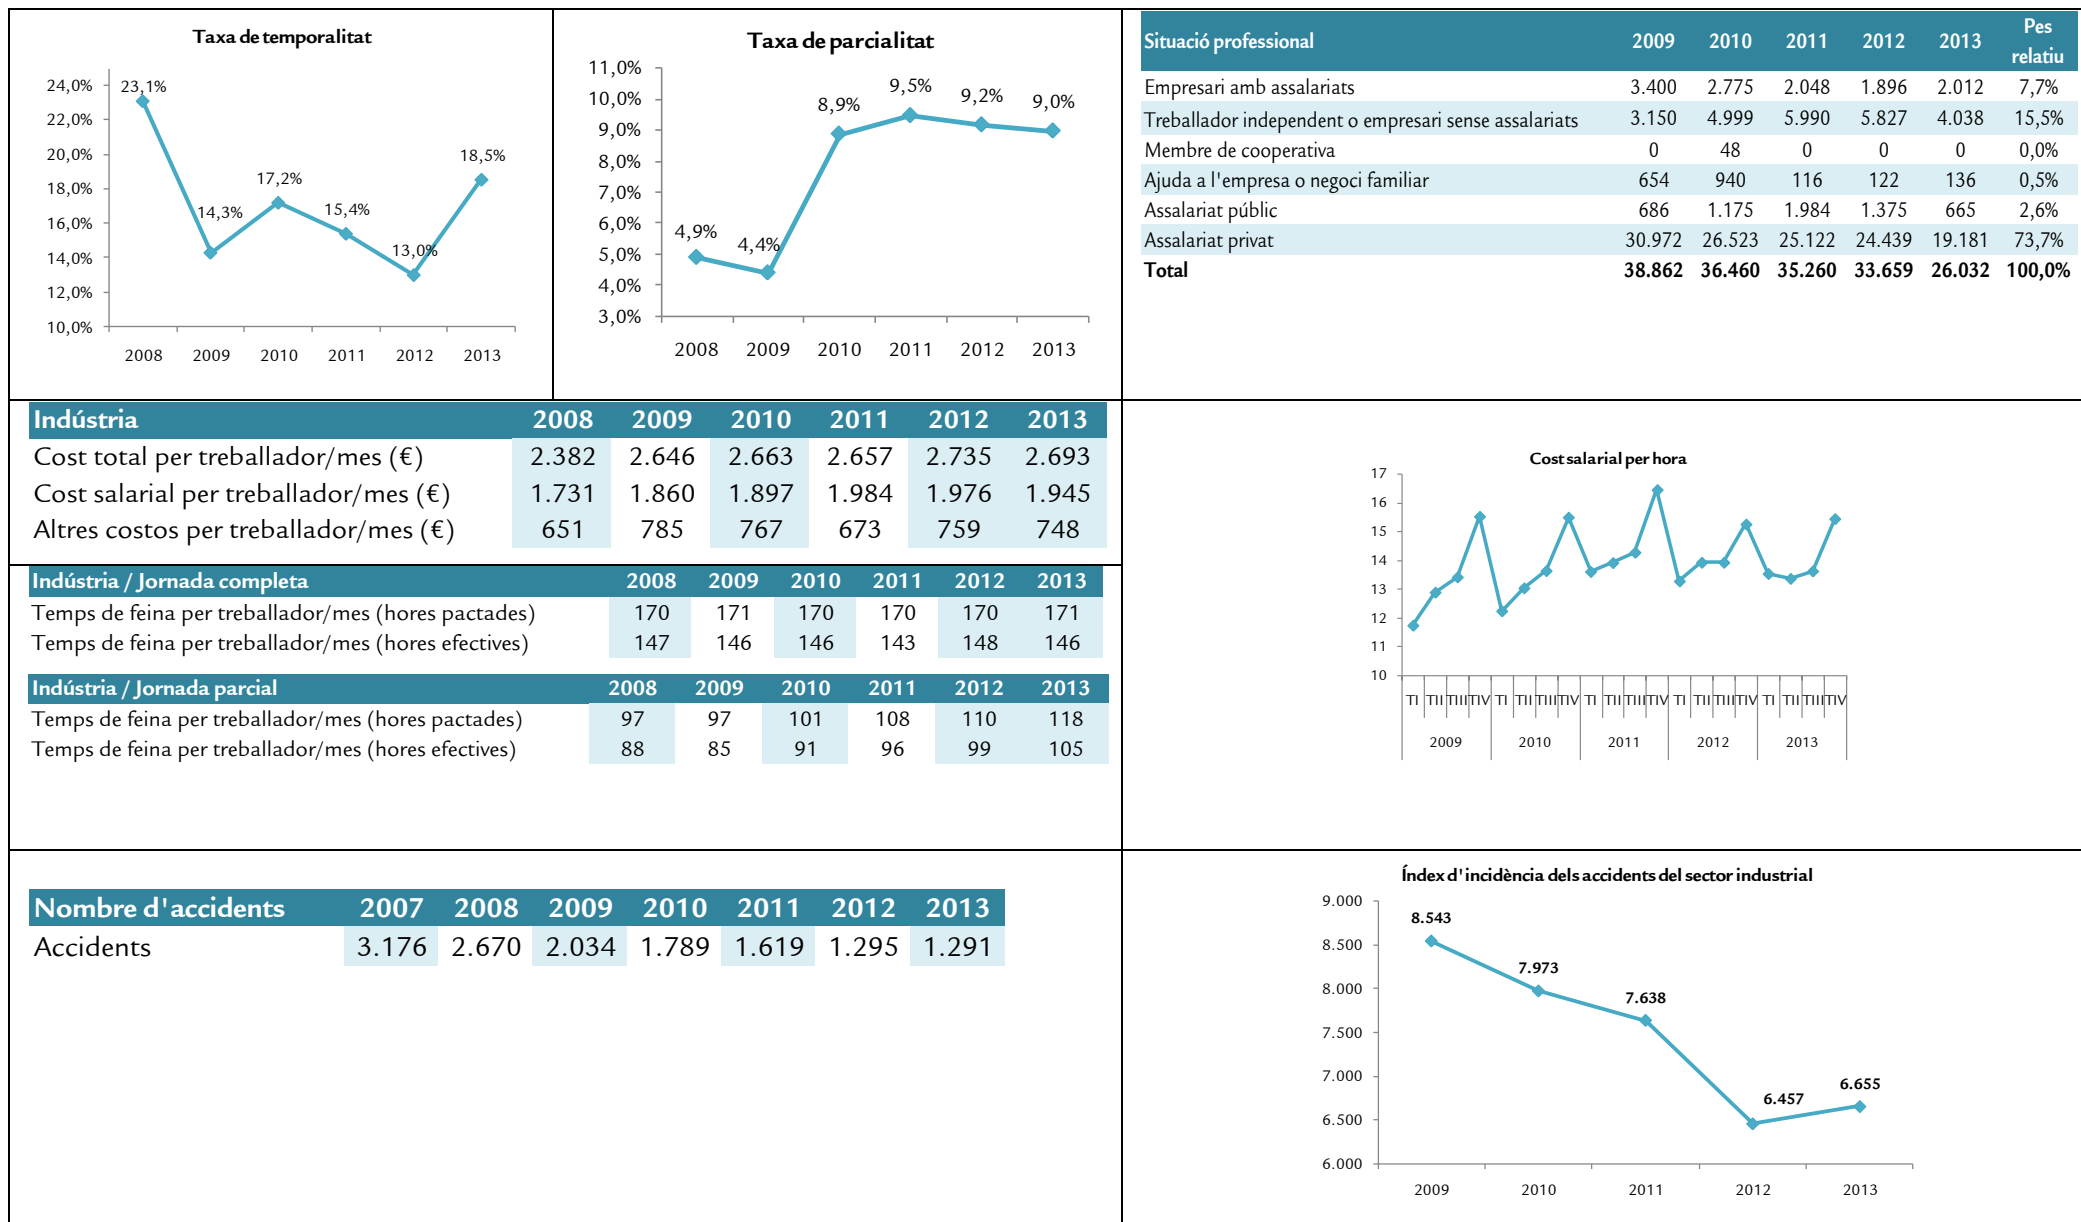 Taxa de temporalitat
24,0%
22,0%
20,0%
18,0%
16,0%
14,0%
12,0%
10,0%
23,1%
14,3%
17,2%
15,4%
13,0%
18,5%
2008 2009 2010 2011 2012 2013
Taxa de parcialitat
11,0%
10,0%
9,0%
8,0%
7,0%
6,0%
5,0%
4,0%
3,0%
4,9%
4,4%
8,9%
9,5%
9,2%
9,0%
2008 2009 2010 2011 2012 2013
Situació professional 2009 2010 2011 2012 2013 Pes relatiu
Empresari amb assalariats 3.400 2.775 2.048 1.896 2.012 7,7%
Treballador independent o empresari sense assalariats 3.150 4.999 5.990 5.827 4.038 15,5%
Membre de cooperativa 0 48 0 0 0 0,0%
Ajuda a l'empresa o negoci familiar 654 940 116 122 136 0,5%
Assalariat públic 686 1.175 1.984 1.375 665 2,6%
Assalariat privat 30.972 26.523 25.122 24.439 19.181 73,7%
Total 38.862 36.460 35.260 33.659 26.032 100,0%
Indústria 2008 2009 2010 2011 2012 2013
Cost total per treballador/mes (€) 2.382 2.646 2.663 2.657 2.735 2.693
Cost salarial per treballador/mes (€) 1.731 1.860 1.897 1.984 1.976 1.945
Altres costos per treballador/mes (€) 651 785 767 673 759 748
Indústria / Jornada completa 2008 2009 2010 2011 2012 2013
Temps de feina per treballador/mes (hores pactades) 170 171 170 170 170 171
Temps de feina per treballador/mes (hores efectives) 147 146 146 143 148 146
Indústria / Jornada parcial 2008 2009 2010 2011 2012 2013
Temps de feina per treballador/mes (hores pactades) 97 97 101 108 110 118
Temps de feina per treballador/mes (hores efectives) 88 85 91 96 99 105
Cost salarial per hora
17
16
15
14
13
12
11
10
TI TII TIII TIV TI TII TIII TIV TI TII TIII TIV TI TII TIII TIV TI TII TIII TIV
2009 2010 2011 2012 2013
Nombre d'accidents 2007 2008 2009 2010 2011 2012 2013
Accidents 3.176 2.670 2.034 1.789 1.619 1.295 1.291
Índex d'incidència dels accidents del sector industrial
9.000
8.500
8.000
7.500
7.000
6.500
6.000
8.543
7.973
7.638
6.457
6.655
2009 2010 2011 2012 2013